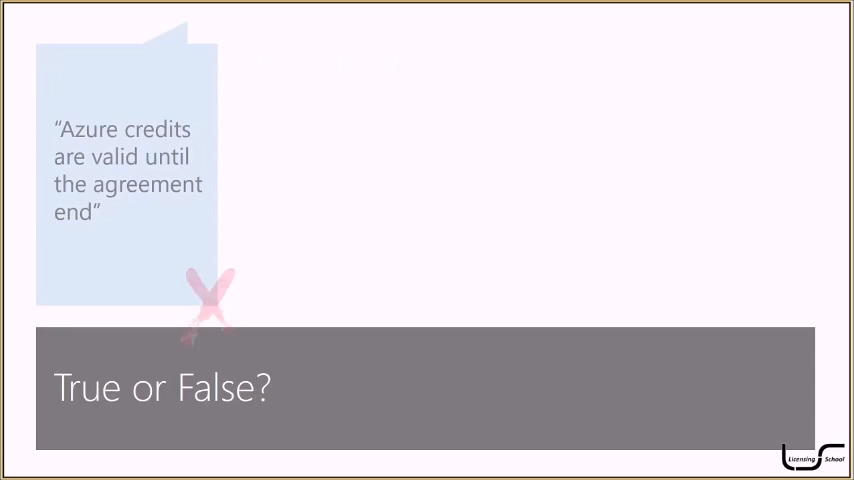 “Azure credits
are valid until
the agreement
end”
True or False?
Licensing School